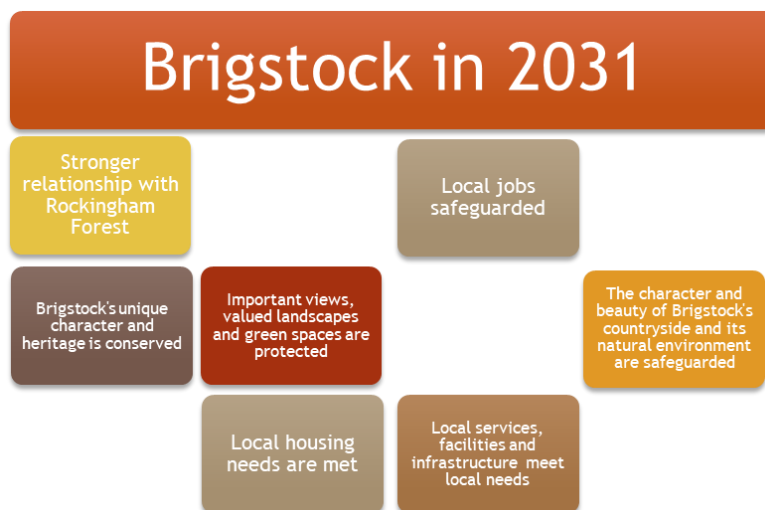 Brigstock in 2031
Stronger
relationship with
Rockingham
Forest
Local jobs
safeguarded
Brigstock's unique
character and
heritage is conserved
Important views,
valued landscapes
and green spaces are
protected
The character and
beauty of Brigstock's
countryside and its
natural environment
are safeguarded
Local housing
needs are met
Local services,
facilities and
infrastructure meet
local needs